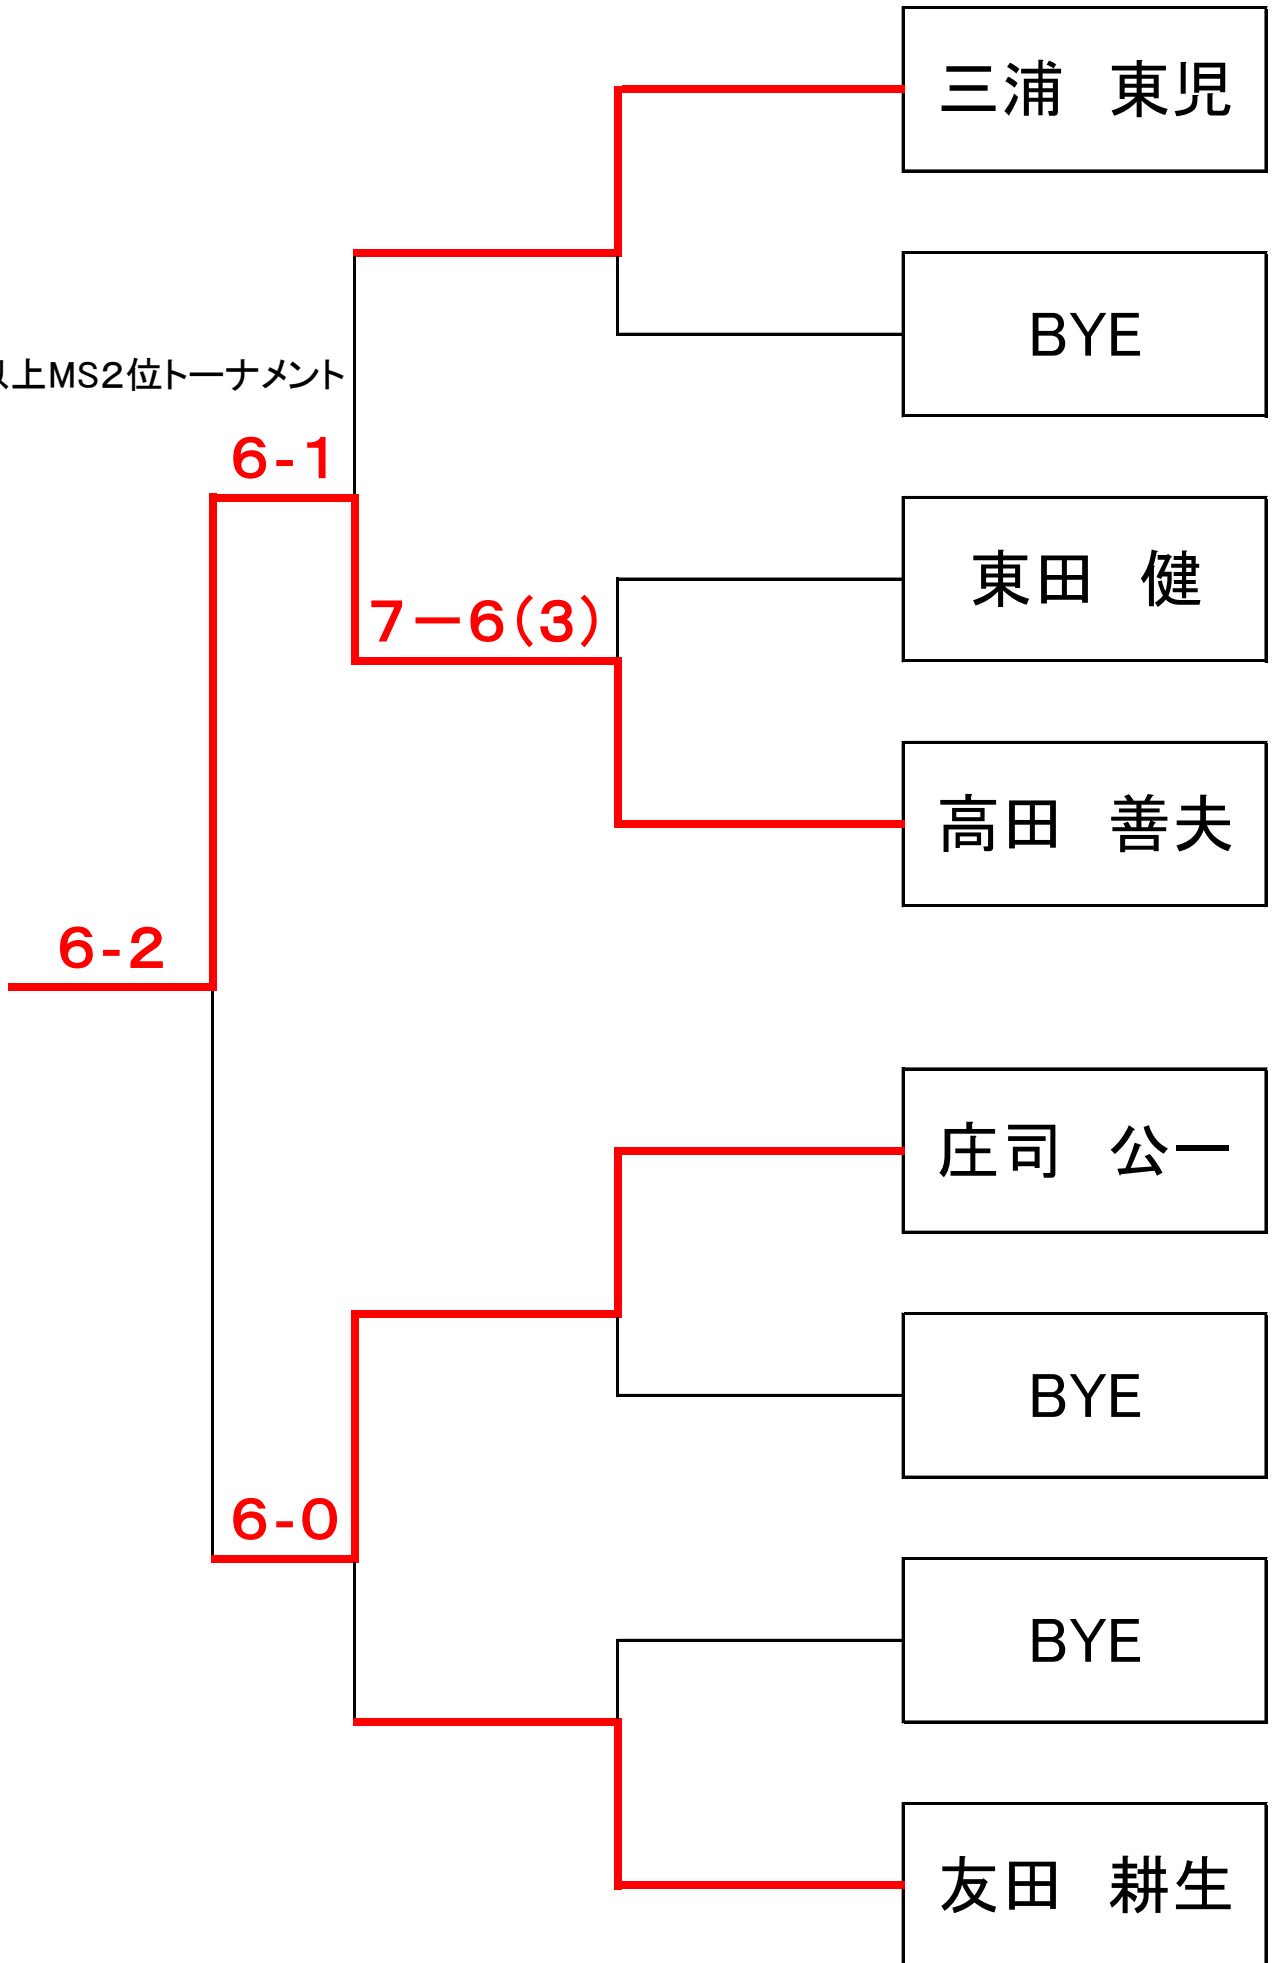 三浦　東児
BYE
以上MS２位トーナメント
６-１
東田　健
７－６（３）
高田　善夫
６-２
庄司　公一
BYE
６-０
BYE
友田　耕生